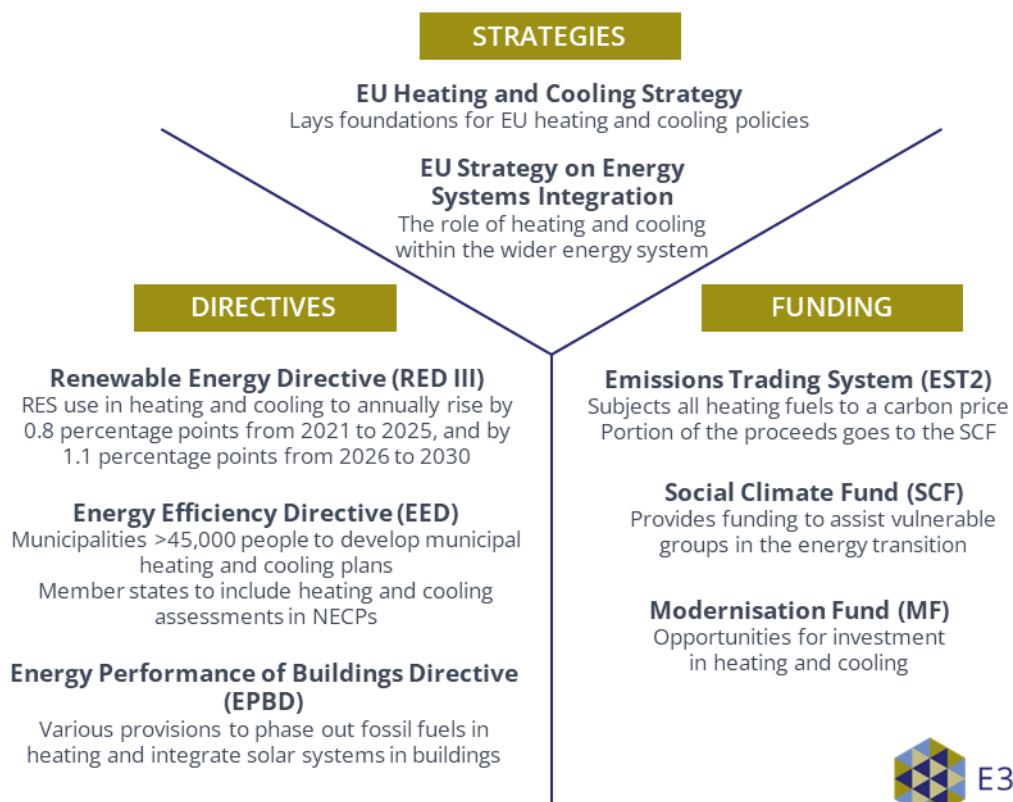 STRATEGIES
EU Heating and Cooling Strategy
Lays foundations for EU heating and cooling policies
EU Strategy on Energy
Systems Integration
The role of heating and cooling
within the wider energy system
DIRECTIVES
Renewable Energy Directive (RED III)
RES use in heating and cooling to annually rise by
0.8 percentage points from 2021 to 2025, and by
1.1 percentage points from 2026 to 2030
Energy Efficiency Directive (EED)
Municipalities >45,000 people to develop municipal
heating and cooling plans
Member states to include heating and cooling
assessments in NECPs
Energy Performance of Buildings Directive
(EPBD)
Various provisions to phase out fossil fuels in
heating and integrate solar systems in buildings
FUNDING
Emissions Trading System (EST2)
Subjects all heating fuels to a carbon price
Portion of the proceeds goes to the SCF
Social Climate Fund (SCF)
Provides funding to assist vulnerable
groups in the energy transition
Modernisation Fund (MF)
Opportunities for investment
in heating and cooling
E3